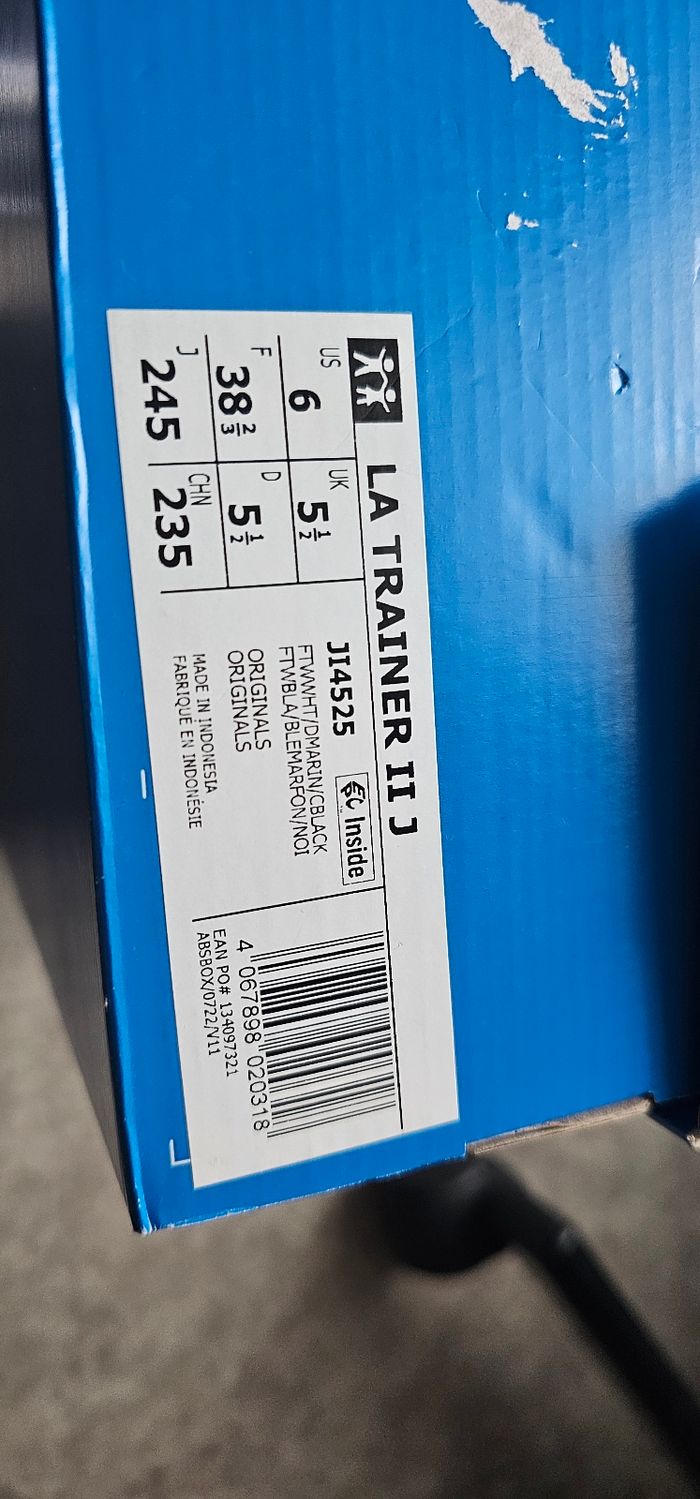 LA TRAINER II J
US 6
UK 5 1/2
F 38 2/3
D 5 1/2
J 245
CHN 235
JI4525
Inside
FTWWHT/DMARIN/CBLACK
FTWBLA/BLEMARFON/NOI
ORIGINALS
ORIGINALS
MADE IN INDONESIA
FABRIQUÉ EN INDONÉSIE
4 067898 020318
EAN PO# 134097321
ABSBOX/0722/V11